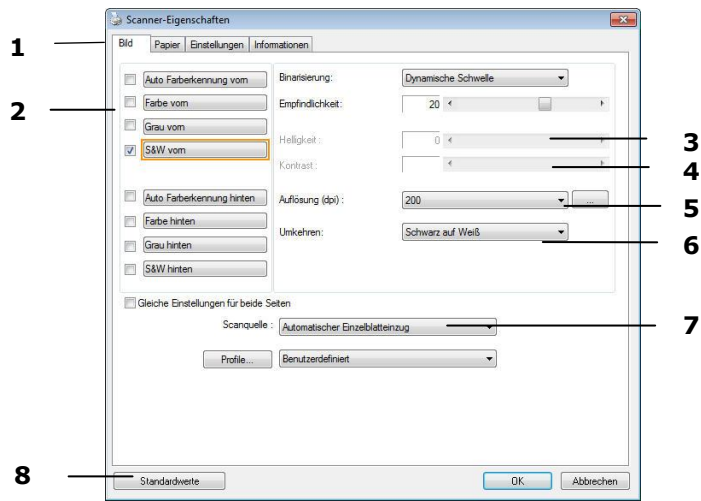 Scanner-Eigenschaften
1
Bild Papier Einstellungen Informationen
2
Auto Farberkennung vorn
Farbe vorn
Grau vorn
S&W vorn
Auto Farberkennung hinten
Farbe hinten
Grau hinten
S&W hinten
Binarisierung: Dynamische Schwelle
Empfindlichkeit: 20
Helligkeit: 0
3
Kontrast:
4
Auflösung (dpi) : 200 ...
5
Umkehren: Schwarz auf Weiß
6
Gleiche Einstellungen für beide Seiten
Scanquelle : Automatischer Einzelblatteinzug
7
Profile... Benutzerdefiniert
8
Standardwerte OK Abbrechen